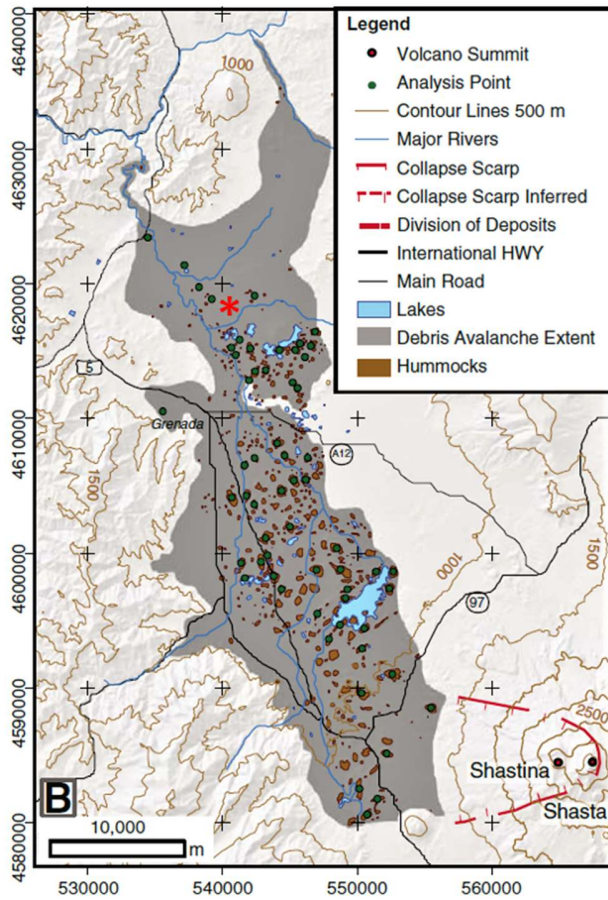 4640000
4630000
4620000
4610000
4600000
4590000
4580000
1000
Legend
Volcano Summit
Analysis Point
Contour Lines 500 m
Major Rivers
Collapse Scarp
Collapse Scarp Inferred
Division of Deposits
International HWY
Main Road
Lakes
Debris Avalanche Extent
Hummocks
*
5
Grenada
A12
1500
1500
1000
97
2500
Shastina
Shasta
B
10,000
m
530000
540000
550000
560000